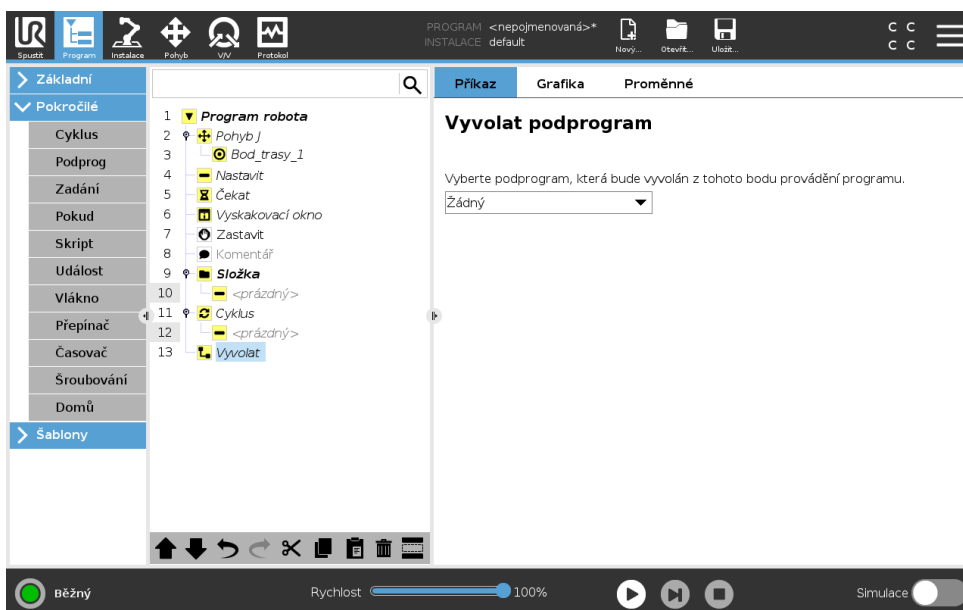 PROGRAM <nepojmenovaná>*
INSTALACE default
Spustit Program Instalace Pohyb V/V Protokol Nový... Otevřít... Uložit...
C C
C C
Základní
Pokročilé
Cyklus
Podprog
Zadání
Pokud
Skript
Událost
Vlákno
Přepínač
Časovač
Šroubování
Domů
Šablony
1 Program robota
2 Pohyb J
3 Bod_trasy_1
4 Nastavit
5 Čekat
6 Vyskakovací okno
7 Zastavit
8 Komentář
9 Složka
10 <prázdný>
11 Cyklus
12 <prázdný>
13 Vyvolat
Příkaz Grafika Proměnné
Vyvolat podprogram
Vyberte podprogram, která bude vyvolán z tohoto bodu provádění programu.
Žádný
Běžný Rychlost 100% Simulace